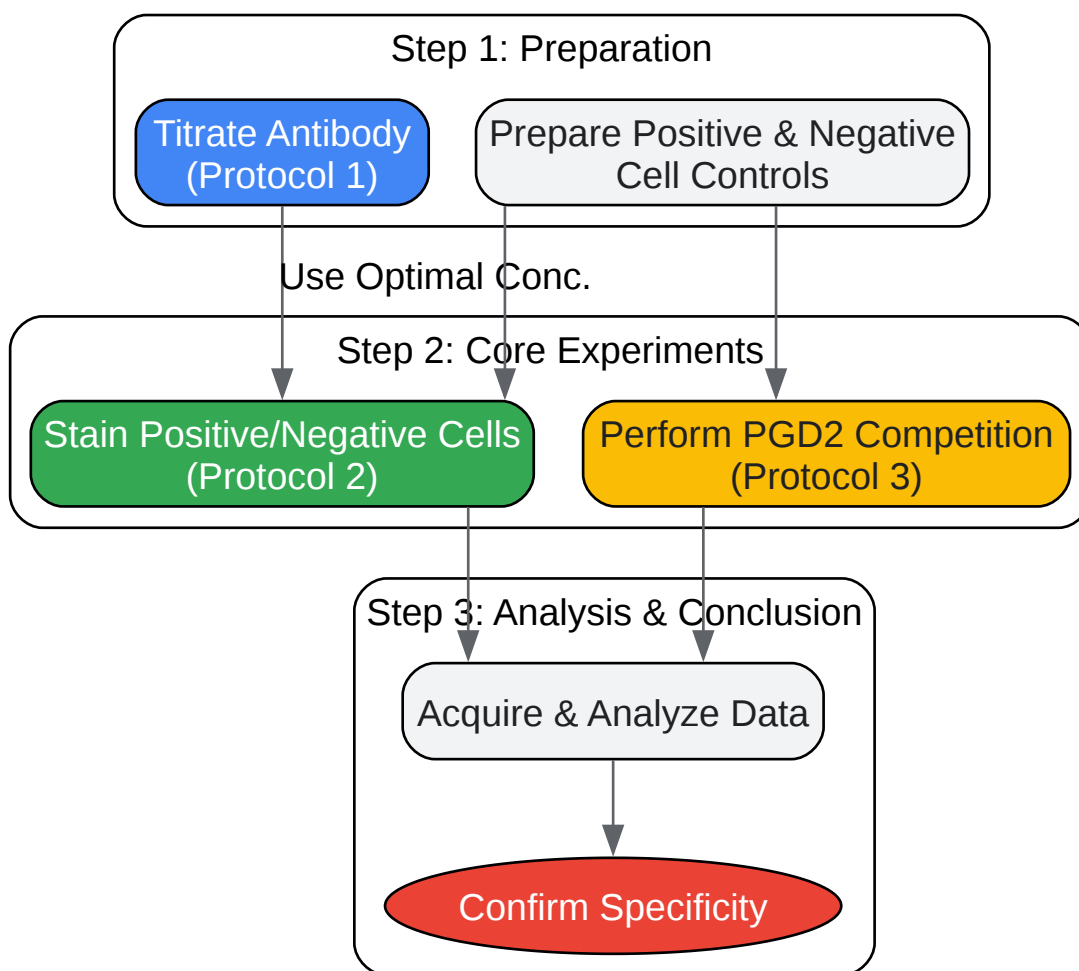 Step 1: Preparation
Titrate Antibody
(Protocol 1)
Prepare Positive & Negative
Cell Controls
Use Optimal Conc.
Step 2: Core Experiments
Stain Positive/Negative Cells
(Protocol 2)
Perform PGD2 Competition
(Protocol 3)
Step 3: Analysis & Conclusion
Acquire & Analyze Data
Confirm Specificity